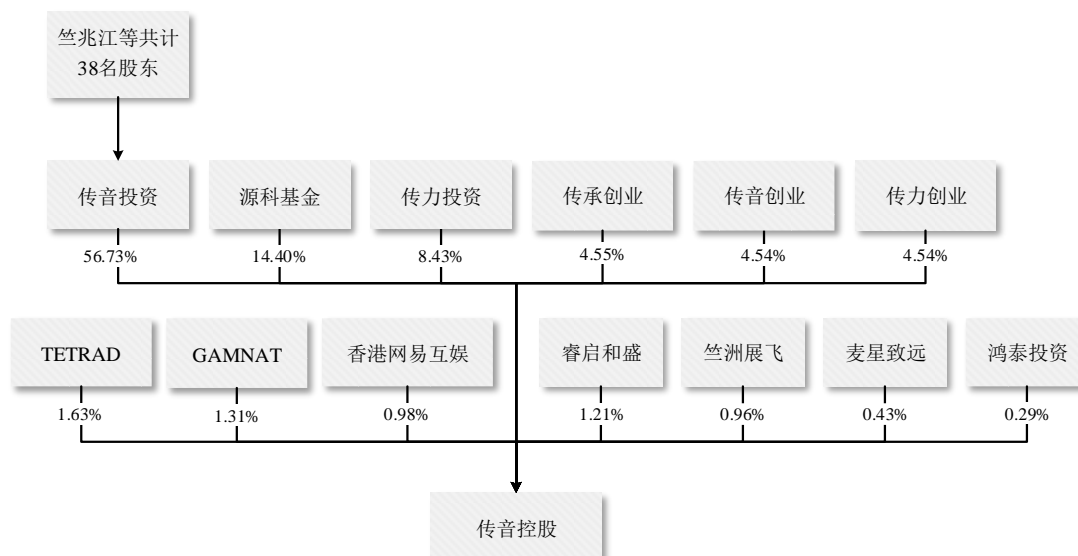 竺兆江等共计
38名股东
传音投资
源科基金
传力投资
传承创业
传音创业
传力创业
56.73%
14.40%
8.43%
4.55%
4.54%
4.54%
TETRAD
GAMNAT
香港网易互娱
睿启和盛
竺洲展飞
麦星致远
鸿泰投资
1.63%
1.31%
0.98%
1.21%
0.96%
0.43%
0.29%
传音控股